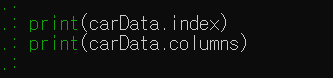 .: print(carData.index)
.: print(carData.columns)
.: